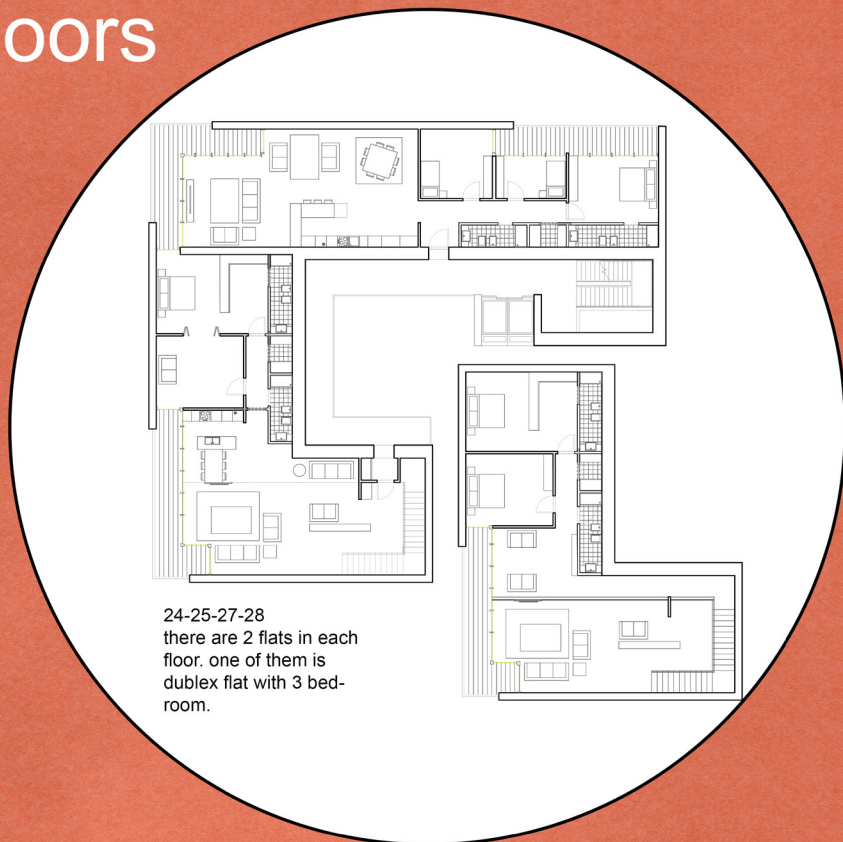 oors
24-25-27-28
there are 2 flats in each
floor. one of them is
dublex flat with 3 bed-
room.